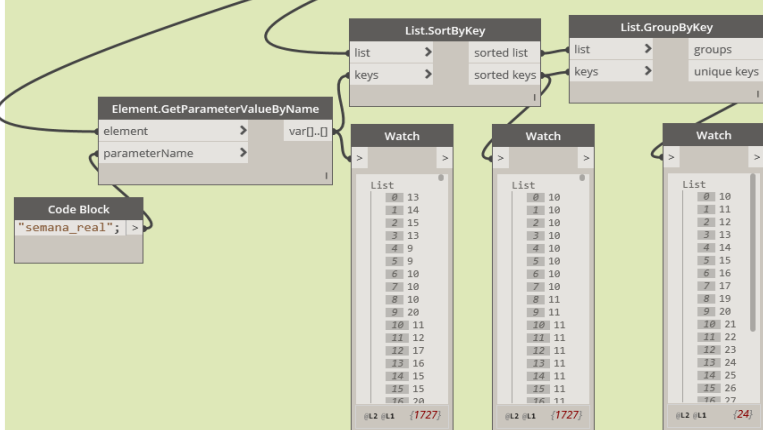 List.SortByKey
list > sorted list
keys > sorted keys
l
List.GroupByKey
list > groups
keys > unique keys
l
Element.GetParameterValueByName
element > var[]..[]
parameterName >
l
Code Block
"semana_real"; >
Watch
> >
List
0 13
1 14
2 15
3 13
4 9
5 9
6 10
7 10
8 10
9 20
10 11
11 12
12 17
13 16
14 15
15 15
16 20
@L2 @L1 {1727}
Watch
> >
List
0 10
1 10
2 10
3 10
4 10
5 10
6 10
7 10
8 11
9 11
10 11
11 11
12 11
13 11
14 11
15 11
16 11
@L2 @L1 {1727}
Watch
> >
List
0 10
1 11
2 12
3 13
4 14
5 15
6 16
7 17
8 19
9 20
10 21
11 22
12 23
13 24
14 25
15 26
16 27
@L2 @L1 {24}